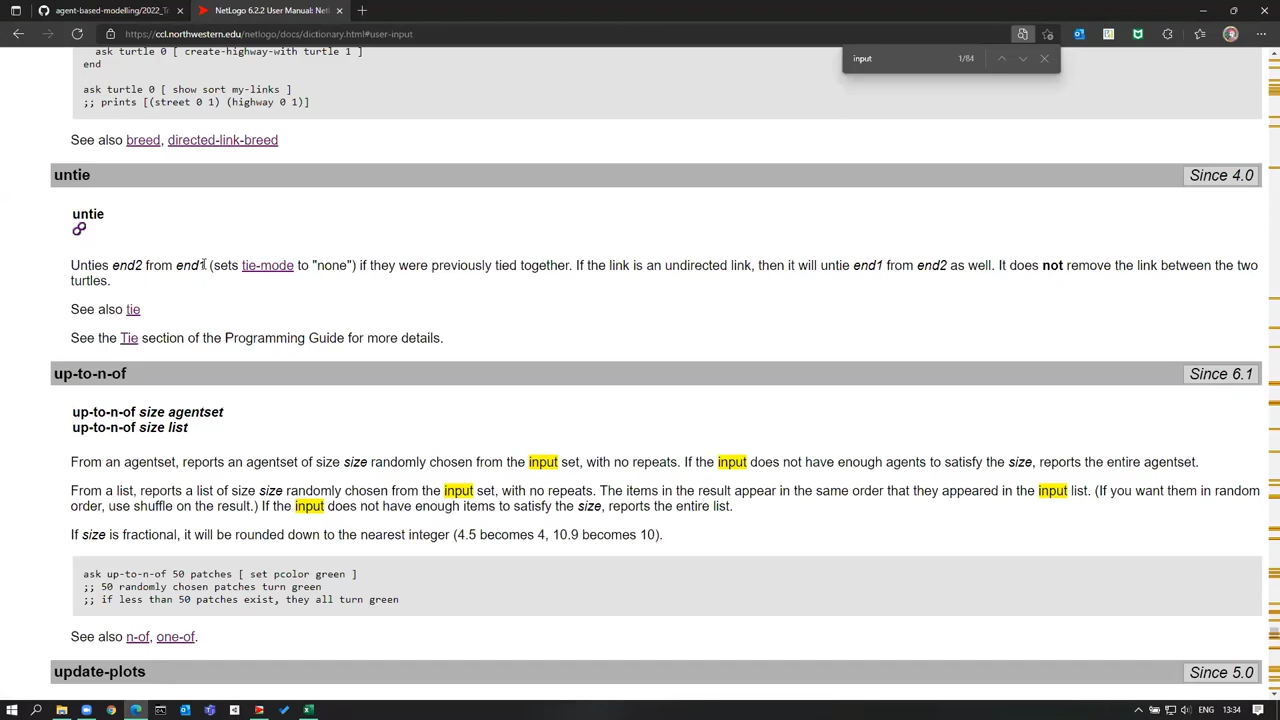 agent-based-modelling/2022_T
NetLogo 6.2.2 User Manual: Netl
https://ccl.northwestern.edu/netlogo/docs/dictionary.html#user-input
input 1/84
ask turtle 0 [ create-highway-with turtle 1 ]
end
ask turtle 0 [ show sort my-links ]
;; prints [(street 0 1) (highway 0 1)]
See also breed, directed-link-breed
untie Since 4.0
untie
Unties end2 from end1 (sets tie-mode to "none") if they were previously tied together. If the link is an undirected link, then it will untie end1 from end2 as well. It does not remove the link between the two
turtles.
See also tie
See the Tie section of the Programming Guide for more details.
up-to-n-of Since 6.1
up-to-n-of size agentset
up-to-n-of size list
From an agentset, reports an agentset of size size randomly chosen from the input set, with no repeats. If the input does not have enough agents to satisfy the size, reports the entire agentset.
From a list, reports a list of size size randomly chosen from the input set, with no repeats. The items in the result appear in the same order that they appeared in the input list. (If you want them in random
order, use shuffle on the result.) If the input does not have enough items to satisfy the size, reports the entire list.
If size is fractional, it will be rounded down to the nearest integer (4.5 becomes 4, 10.9 becomes 10).
ask up-to-n-of 50 patches [ set pcolor green ]
;; 50 randomly chosen patches turn green
;; if less than 50 patches exist, they all turn green
See also n-of, one-of.
update-plots Since 5.0
ENG 13:34